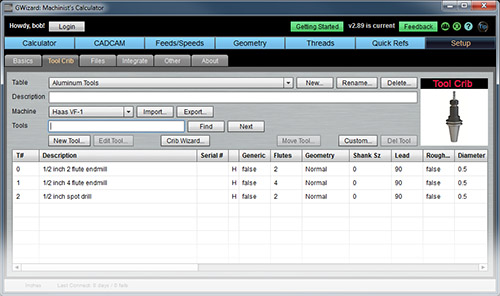 GWizard: Machinist's Calculator
Howdy, bob! Login Getting Started v2.89 is current Feedback
Calculator CADCAM Feeds/Speeds Geometry Threads Quick Refs Setup
Basics Tool Crib Files Integrate Other About
Table Aluminum Tools New... Rename... Delete... Tool Crib
Description
Machine Haas VF-1 Import... Export...
Tools Find Next
New Tool... Edit Tool... Crib Wizard... Move Tool... Custom... Del Tool
T# Description Serial # H Generic Flutes Geometry Shank Sz Lead Rough... Diameter
0 1/2 inch 2 flute endmill H false 2 Normal 0 90 false 0.5
1 1/2 inch 4 flute endmill H false 4 Normal 0 90 false 0.5
2 1/2 inch spot drill H false 2 Normal 0 90 false 0.5
Last Connect: 0 days / 0 fails